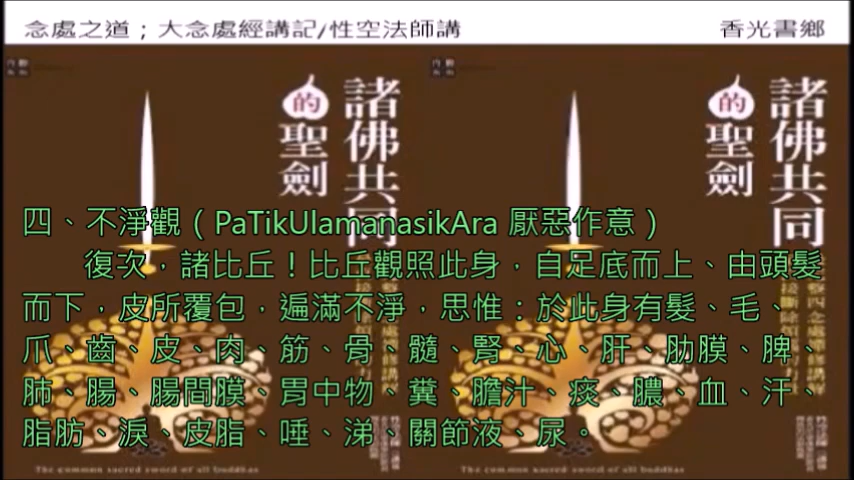 念處之道；大念處經講記/性空法師講
香光書鄉
諸佛共同
的聖劍
諸佛共同
的聖劍
四、不淨觀（PaTikUlamanasikAra 厭惡作意）
復次，諸比丘！比丘觀照此身，自足底而上、由頭髮
而下，皮所覆包，遍滿不淨，思惟：於此身有髮、毛、
爪、齒、皮、肉、筋、骨、髓、腎、心、肝、肋膜、脾、
肺、腸、腸間膜、胃中物、糞、膽汁、痰、膿、血、汗、
脂肪、淚、皮脂、唾、涕、關節液、尿。
The common sacred sword of all buddhas
The common sacred sword of all buddhas